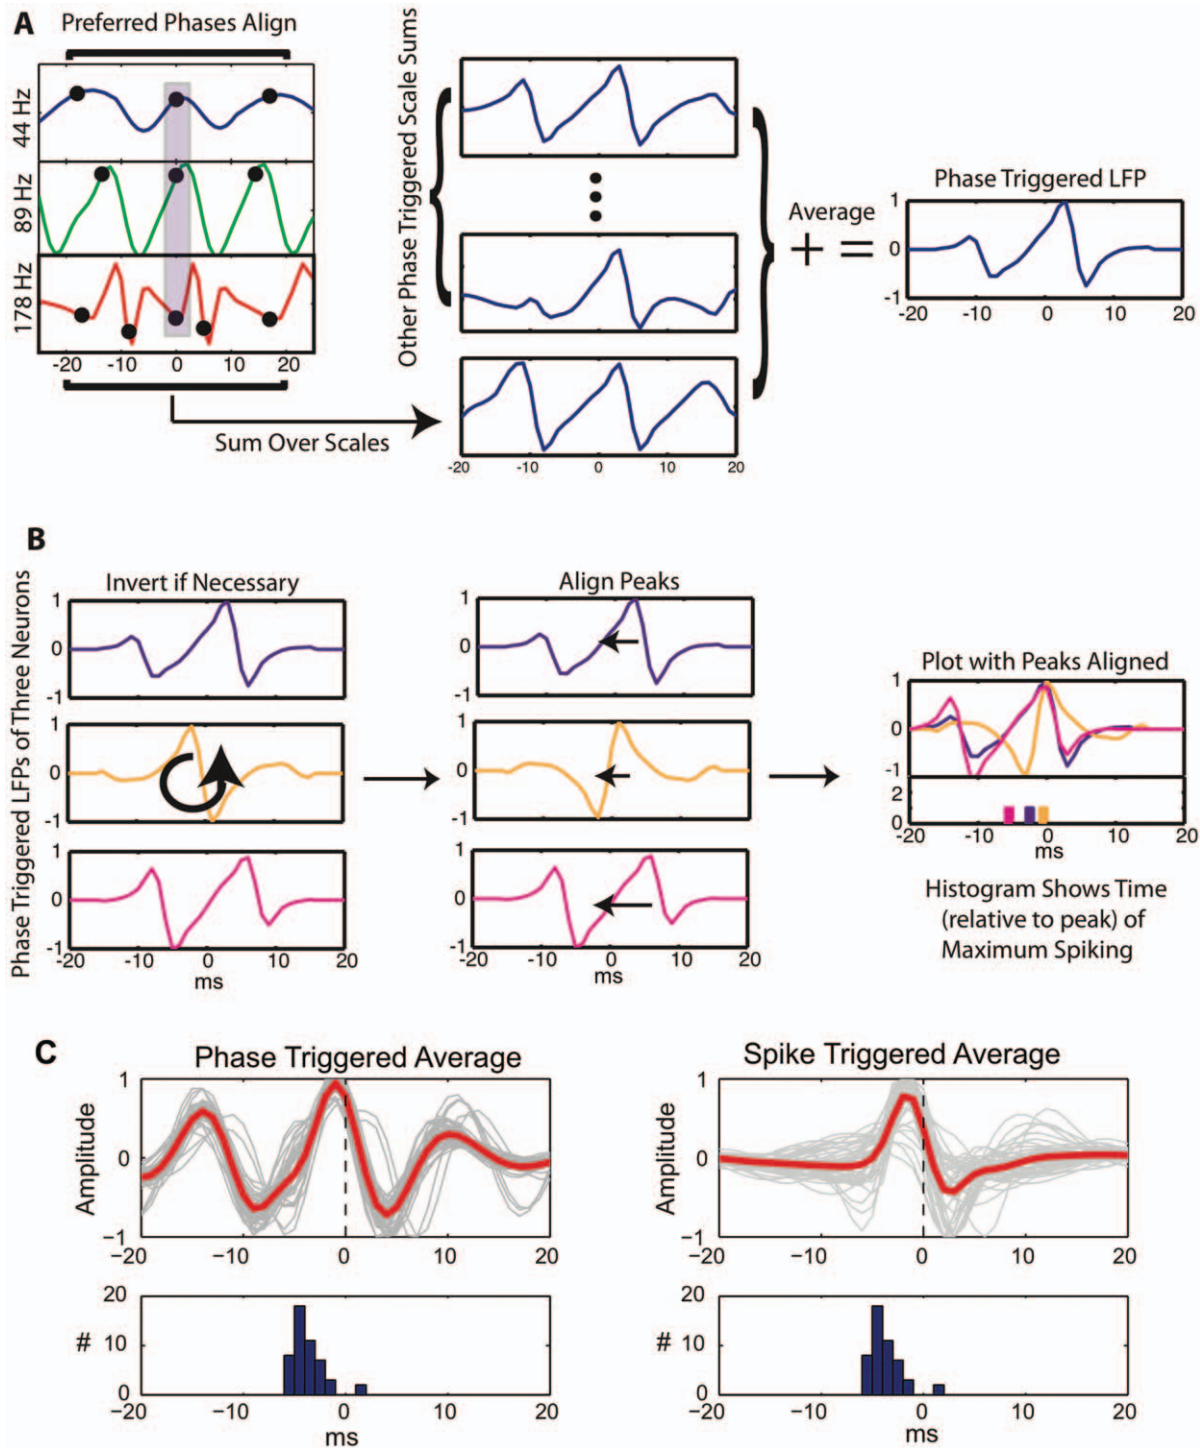 A
Preferred Phases Align
44 Hz
89 Hz
178 Hz
-20 -10 0 10 20
Sum Over Scales
Other Phase Triggered Scale Sums
-20 -10 0 10 20
Average
+ =
Phase Triggered LFP
1
0
-1
-20 -10 0 10 20
B
Phase Triggered LFPs of Three Neurons
Invert if Necessary
1
0
-1
1
0
-1
1
0
-1
-20 -10 0 10 20
ms
Align Peaks
1
0
-1
1
0
-1
1
0
-1
-20 -10 0 10 20
ms
Plot with Peaks Aligned
1
0
-1
2
0
-20 -10 0 10 20
ms
Histogram Shows Time
(relative to peak) of
Maximum Spiking
C
Phase Triggered Average
Amplitude
1
0
−1
−20 −10 0 10 20
#
20
10
0
−20 −10 0 10 20
ms
Spike Triggered Average
Amplitude
1
0
−1
−20 −10 0 10 20
#
20
10
0
−20 −10 0 10 20
ms